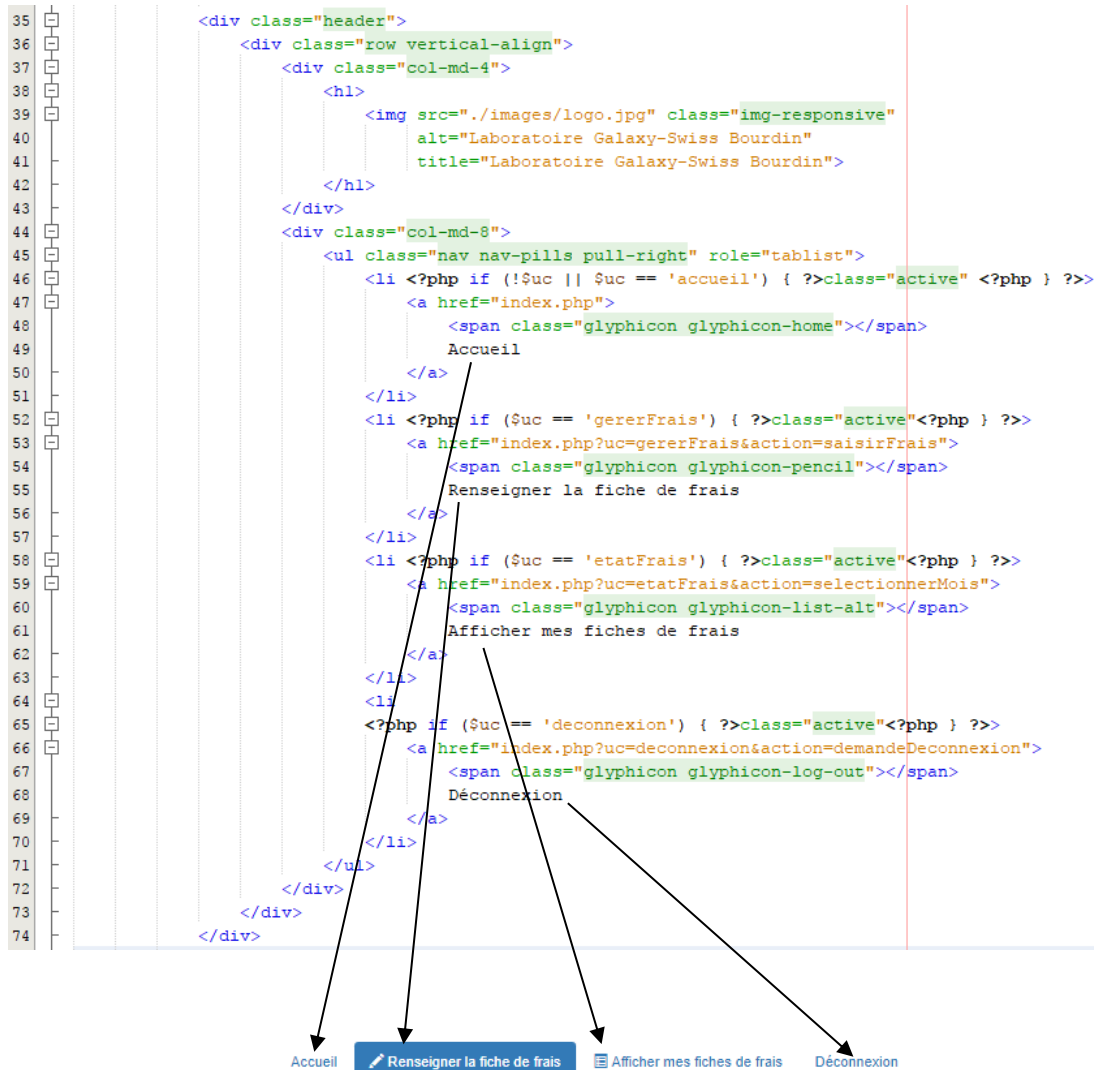 35 <div class="header">
36 <div class="row vertical-align">
37 <div class="col-md-4">
38 <h1>
39 <img src="./images/logo.jpg" class="img-responsive"
40 alt="Laboratoire Galaxy-Swiss Bourdin"
41 title="Laboratoire Galaxy-Swiss Bourdin">
42 </h1>
43 </div>
44 <div class="col-md-8">
45 <ul class="nav nav-pills pull-right" role="tablist">
46 <li <?php if (!$uc || $uc == 'accueil') { ?>class="active" <?php } ?>>
47 <a href="index.php">
48 <span class="glyphicon glyphicon-home"></span>
49 Accueil
50 </a>
51 </li>
52 <li <?php if ($uc == 'gererFrais') { ?>class="active"<?php } ?>>
53 <a href="index.php?uc=gererFrais&action=saisirFrais">
54 <span class="glyphicon glyphicon-pencil"></span>
55 Renseigner la fiche de frais
56 </a>
57 </li>
58 <li <?php if ($uc == 'etatFrais') { ?>class="active"<?php } ?>>
59 <a href="index.php?uc=etatFrais&action=selectionnerMois">
60 <span class="glyphicon glyphicon-list-alt"></span>
61 Afficher mes fiches de frais
62 </a>
63 </li>
64 <li
65 <?php if ($uc == 'deconnexion') { ?>class="active"<?php } ?>>
66 <a href="index.php?uc=deconnexion&action=demandeDeconnexion">
67 <span class="glyphicon glyphicon-log-out"></span>
68 Déconnexion
69 </a>
70 </li>
71 </ul>
72 </div>
73 </div>
74 </div>
Accueil Renseigner la fiche de frais Afficher mes fiches de frais Déconnexion